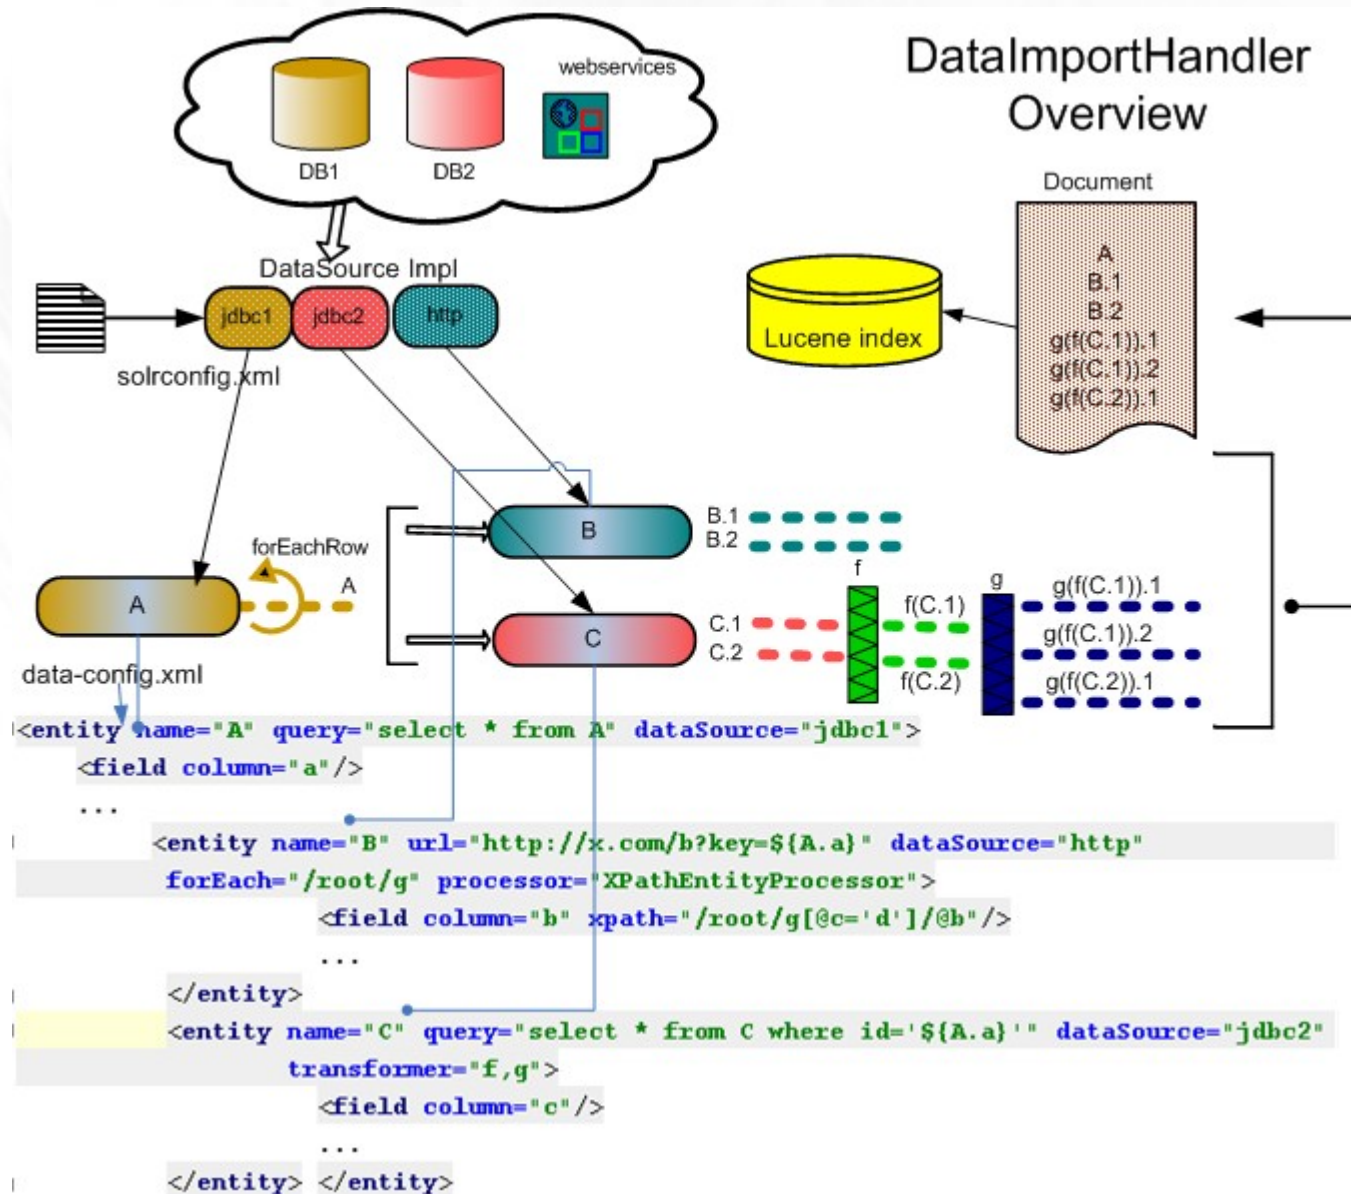 DataImportHandler
Overview
webservices
DB1
DB2
DataSource Impl
jdbc1
jdbc2
http
solrconfig.xml
Document
A
B.1
B.2
g(f(C.1)).1
g(f(C.1)).2
g(f(C.2)).1
Lucene index
forEachRow
A
A
B
B.1
B.2
C
C.1
C.2
f
f(C.1)
f(C.2)
g
g(f(C.1)).1
g(f(C.1)).2
g(f(C.2)).1
data-config.xml
<entity name="A" query="select * from A" dataSource="jdbc1">
<field column="a"/>
...
<entity name="B" url="http://x.com/b?key=${A.a}" dataSource="http"
forEach="/root/g" processor="XPathEntityProcessor">
<field column="b" xpath="/root/g[@c='d']/@b"/>
...
</entity>
<entity name="C" query="select * from C where id='${A.a}'" dataSource="jdbc2"
transformer="f,g">
<field column="c"/>
...
</entity> </entity>